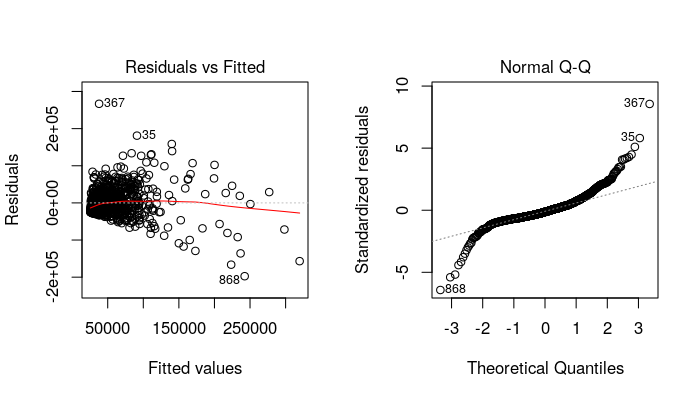 Residuals vs Fitted
Residuals
2e+05
0e+00
-2e+05
367
35
868
50000 150000 250000
Fitted values
Normal Q-Q
Standardized residuals
10
5
0
-5
367
35
868
-3 -2 -1 0 1 2 3
Theoretical Quantiles